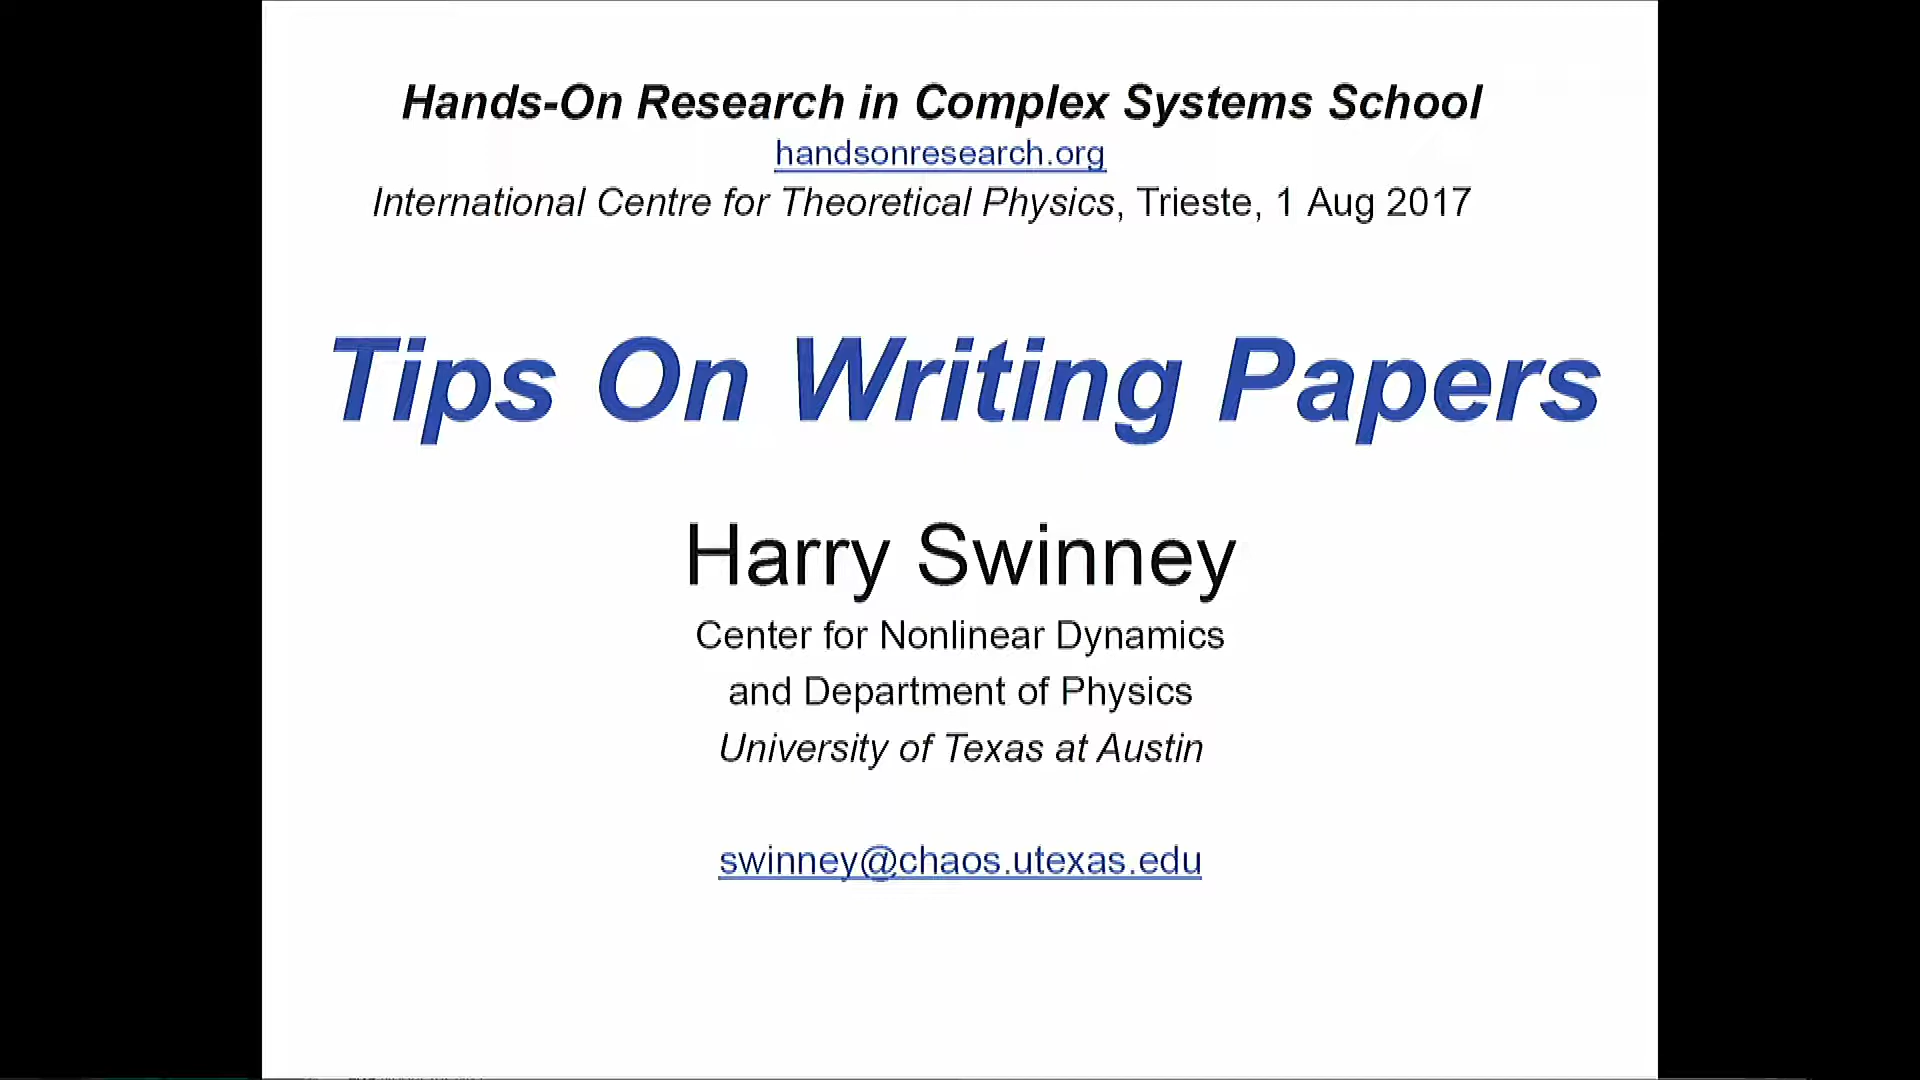 Hands-On Research in Complex Systems School
handsonresearch.org
International Centre for Theoretical Physics, Trieste, 1 Aug 2017
Tips On Writing Papers
Harry Swinney
Center for Nonlinear Dynamics
and Department of Physics
University of Texas at Austin
swinney@chaos.utexas.edu